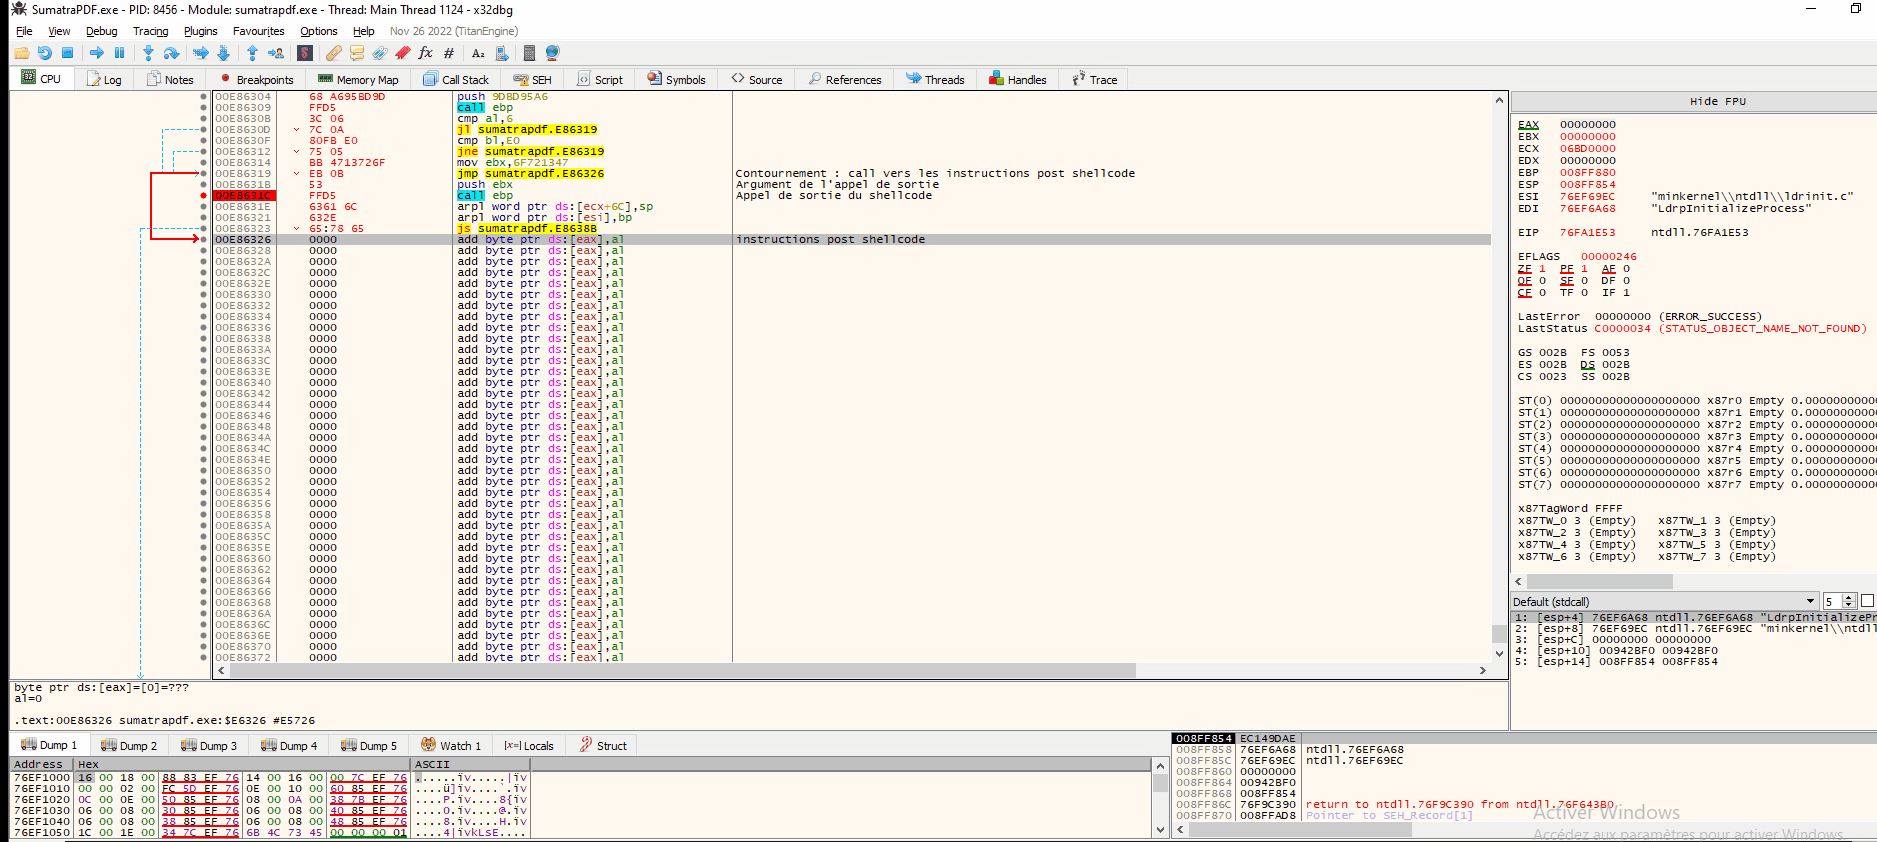 SumatraPDF.exe - PID: 8456 - Module: sumatrapdf.exe - Thread: Main Thread 1124 - x32dbg
File View Debug Tracing Plugins Favourites Options Help Nov 26 2022 (TitanEngine)
CPU Log Notes Breakpoints Memory Map Call Stack SEH Script Symbols Source References Threads Handles Trace
00E86304 68 A695BD9D push 9DBD95A6
00E86309 FFD5 call ebp
00E8630B 3C 06 cmp al,6
00E8630D 7C 0A jl sumatrapdf.E86319
00E8630F 80FB E0 cmp bl,E0
00E86312 75 05 jne sumatrapdf.E86319
00E86314 BB 4713726F mov ebx,6F721347
00E86319 EB 0B jmp sumatrapdf.E86326 Contournement : call vers les instructions post shellcode
00E8631B 53 push ebx Argument de l'appel de sortie
00E8631C FFD5 call ebp Appel de sortie du shellcode
00E8631E 6361 6C arpl word ptr ds:[ecx+6C],sp
00E86321 632E arpl word ptr ds:[esi],bp
00E86323 65:78 65 js sumatrapdf.E8638B
00E86326 0000 add byte ptr ds:[eax],al instructions post shellcode
00E86328 0000 add byte ptr ds:[eax],al
00E8632A 0000 add byte ptr ds:[eax],al
00E8632C 0000 add byte ptr ds:[eax],al
00E8632E 0000 add byte ptr ds:[eax],al
00E86330 0000 add byte ptr ds:[eax],al
00E86332 0000 add byte ptr ds:[eax],al
00E86334 0000 add byte ptr ds:[eax],al
00E86336 0000 add byte ptr ds:[eax],al
00E86338 0000 add byte ptr ds:[eax],al
00E8633A 0000 add byte ptr ds:[eax],al
00E8633C 0000 add byte ptr ds:[eax],al
00E8633E 0000 add byte ptr ds:[eax],al
00E86340 0000 add byte ptr ds:[eax],al
00E86342 0000 add byte ptr ds:[eax],al
00E86344 0000 add byte ptr ds:[eax],al
00E86346 0000 add byte ptr ds:[eax],al
00E86348 0000 add byte ptr ds:[eax],al
00E8634A 0000 add byte ptr ds:[eax],al
00E8634C 0000 add byte ptr ds:[eax],al
00E8634E 0000 add byte ptr ds:[eax],al
00E86350 0000 add byte ptr ds:[eax],al
00E86352 0000 add byte ptr ds:[eax],al
00E86354 0000 add byte ptr ds:[eax],al
00E86356 0000 add byte ptr ds:[eax],al
00E86358 0000 add byte ptr ds:[eax],al
00E8635A 0000 add byte ptr ds:[eax],al
00E8635C 0000 add byte ptr ds:[eax],al
00E8635E 0000 add byte ptr ds:[eax],al
00E86360 0000 add byte ptr ds:[eax],al
00E86362 0000 add byte ptr ds:[eax],al
00E86364 0000 add byte ptr ds:[eax],al
00E86366 0000 add byte ptr ds:[eax],al
00E86368 0000 add byte ptr ds:[eax],al
00E8636A 0000 add byte ptr ds:[eax],al
00E8636C 0000 add byte ptr ds:[eax],al
00E8636E 0000 add byte ptr ds:[eax],al
00E86370 0000 add byte ptr ds:[eax],al
00E86372 0000 add byte ptr ds:[eax],al
Hide FPU
EAX 00000000
EBX 00000000
ECX 06BD0000
EDX 00000000
EBP 008FF880
ESP 008FF854
ESI 76EF69EC "minkernel\\ntdll\\ldrinit.c"
EDI 76EF6A68 "LdrpInitializeProcess"
EIP 76FA1E53 ntdll.76FA1E53
EFLAGS 00000246
ZF 1 PF 1 AF 0
OF 0 SF 0 DF 0
CF 0 TF 0 IF 1
LastError 00000000 (ERROR_SUCCESS)
LastStatus C0000034 (STATUS_OBJECT_NAME_NOT_FOUND)
GS 002B FS 0053
ES 002B DS 002B
CS 0023 SS 002B
ST(0) 00000000000000000000 x87r0 Empty 0.0000000000
ST(1) 00000000000000000000 x87r1 Empty 0.0000000000
ST(2) 00000000000000000000 x87r2 Empty 0.0000000000
ST(3) 00000000000000000000 x87r3 Empty 0.0000000000
ST(4) 00000000000000000000 x87r4 Empty 0.0000000000
ST(5) 00000000000000000000 x87r5 Empty 0.0000000000
ST(6) 00000000000000000000 x87r6 Empty 0.0000000000
ST(7) 00000000000000000000 x87r7 Empty 0.0000000000
x87TagWord FFFF
x87TW_0 3 (Empty) x87TW_1 3 (Empty)
x87TW_2 3 (Empty) x87TW_3 3 (Empty)
x87TW_4 3 (Empty) x87TW_5 3 (Empty)
x87TW_6 3 (Empty) x87TW_7 3 (Empty)
Default (stdcall) 5
1: [esp+4] 76EF6A68 ntdll.76EF6A68 "LdrpInitializePr
2: [esp+8] 76EF69EC ntdll.76EF69EC "minkernel\\ntdll
3: [esp+C] 00000000 00000000
4: [esp+10] 00942BF0 00942BF0
5: [esp+14] 008FF854 008FF854
byte ptr ds:[eax]=[0]=???
al=0
.text:00E86326 sumatrapdf.exe:$E6326 #E5726
Dump 1 Dump 2 Dump 3 Dump 4 Dump 5 Watch 1 [x=] Locals Struct
Address Hex ASCII
76EF1000 16 00 18 00 88 83 EF 76 14 00 16 00 00 7C EF 76 .......ïv.....|ïv
76EF1010 00 00 02 00 FC 5D EF 76 0E 00 10 00 60 85 EF 76 ....ü]ïv....`.ïv
76EF1020 0C 00 0E 00 50 85 EF 76 08 00 0A 00 38 7B EF 76 ....P.ïv....8{ïv
76EF1030 06 00 08 00 30 85 EF 76 06 00 08 00 40 85 EF 76 ....0.ïv....@.ïv
76EF1040 06 00 08 00 38 85 EF 76 06 00 08 00 48 85 EF 76 ....8.ïv....H.ïv
76EF1050 1C 00 1E 00 34 7C EF 76 6B 4C 73 45 00 00 00 01 ....4|ïvkLsE....
008FF854 EC149DAE
008FF858 76EF6A68 ntdll.76EF6A68
008FF85C 76EF69EC ntdll.76EF69EC
008FF860 00000000
008FF864 00942BF0
008FF868 008FF854
008FF86C 76F9C390 return to ntdll.76F9C390 from ntdll.76F643B0
008FF870 008FFAD8 Pointer to SEH_Record[1]
Activer Windows
Accédez aux paramètres pour activer Windows.